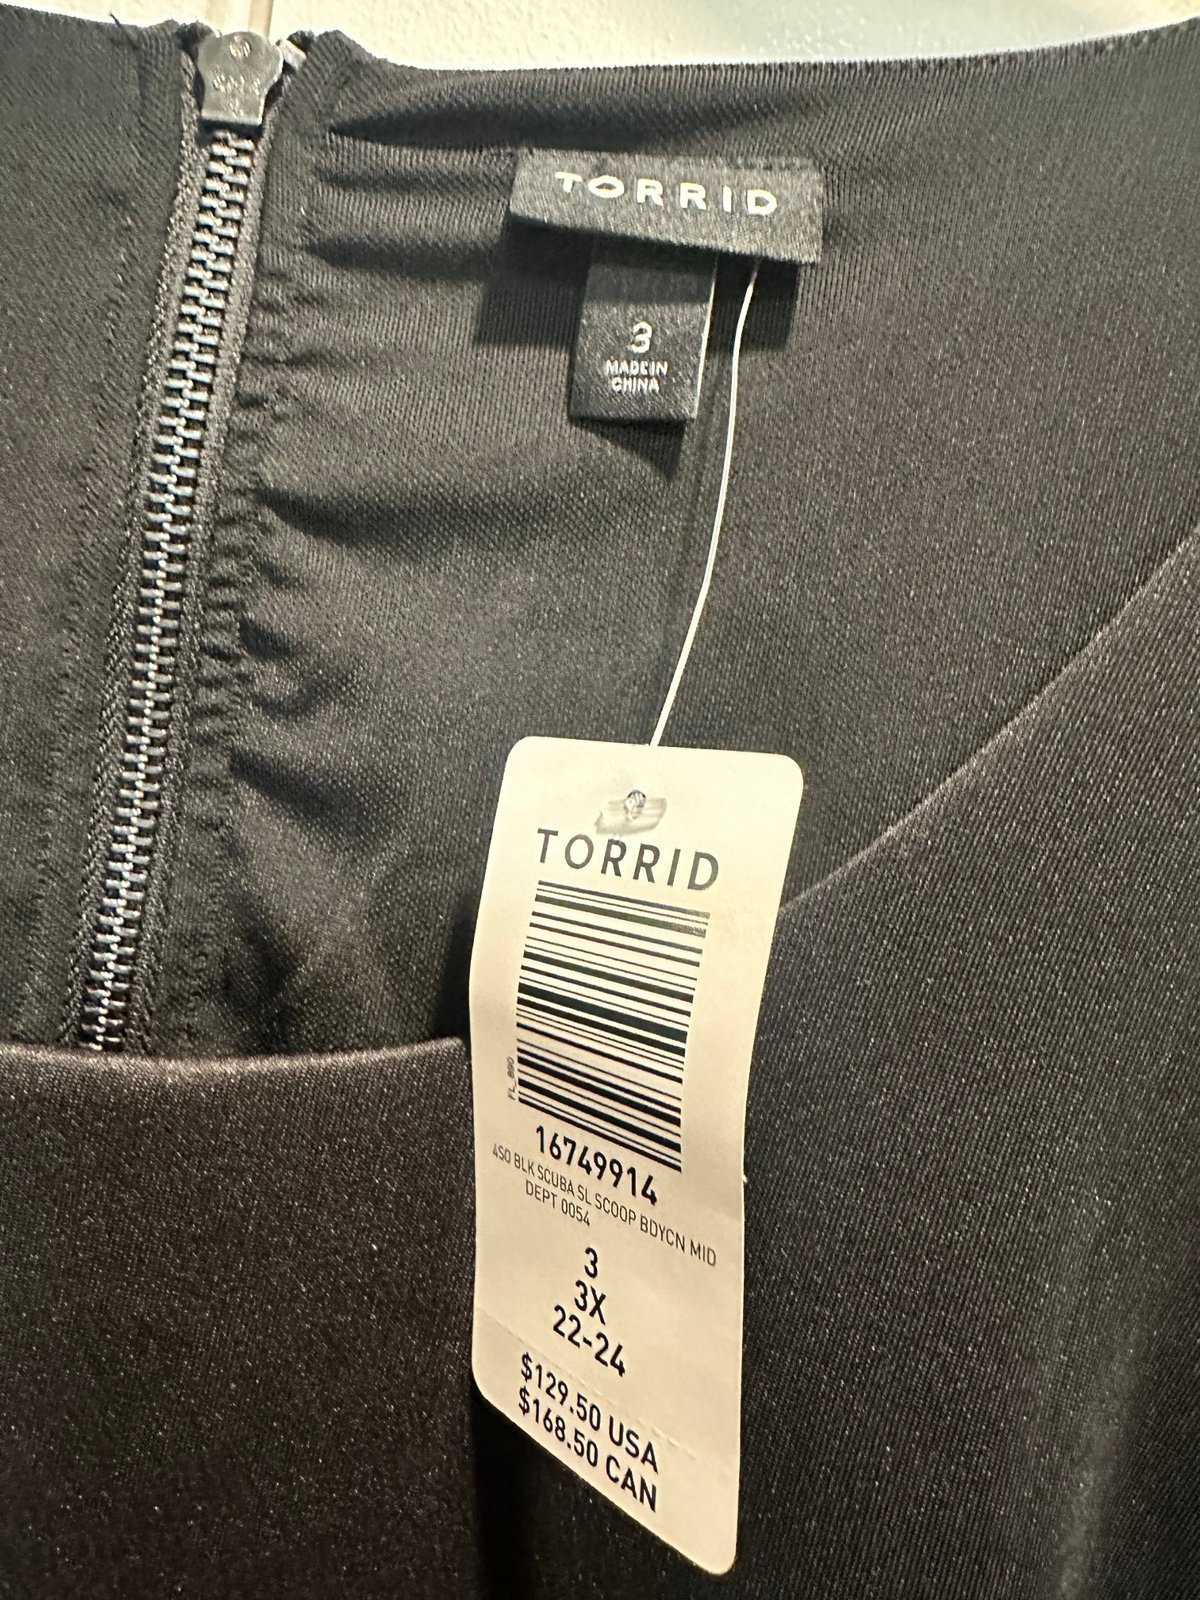 TORRID
3
MADE IN
CHINA
TORRID
FL_890
16749914
450 BLK SCUBA SL SCOOP BDYCN MID
DEPT 0054
3
3X
22-24
$129.50 USA
$168.50 CAN